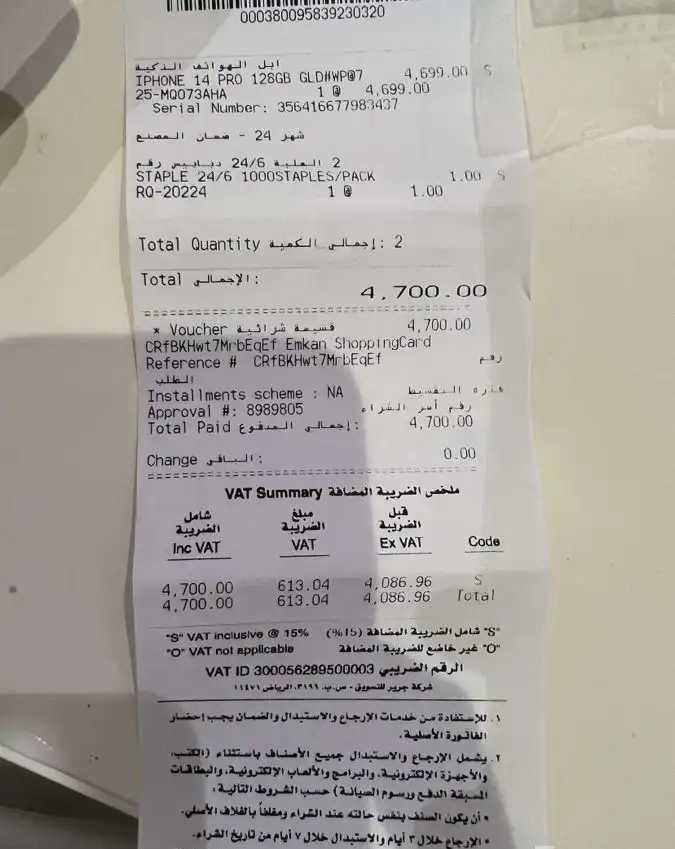 000380095839230320
ابل الهواتف الذكية
IPHONE 14 PRO 128GB GLD#WP@7 4,699.00 S
25-MQ073AHA 1 @ 4,699.00
Serial Number: 356416677983437
شهر 24 - ضمان المصنع
2 العلبة 24/6 دبابيس رقم
STAPLE 24/6 1000STAPLES/PACK 1.00 S
RQ-20224 1 @ 1.00
Total Quantity إجمالي الكمية : 2
Total الإجمالي :
4,700.00
* Voucher قسيمة شرائية 4,700.00
CRfBKHwt7MrbEqEf Emkan ShoppingCard
Reference # CRfBKHwt7MrbEqEf رقم
الطلب
Installments scheme : NA فترة التقسيط
Approval #: 8989805 رقم أمر الشراء
Total Paid إجمالي المدفوع : 4,700.00
Change الباقي : 0.00
VAT Summary ملخص الضريبة المضافة
شامل الضريبة مبلغ الضريبة قبل الضريبة
Inc VAT VAT Ex VAT Code
4,700.00 613.04 4,086.96 S
4,700.00 613.04 4,086.96 Total
"S" VAT inclusive @ 15% "S" شامل الضريبة المضافة (15%)
"O" VAT not applicable "O" غير خاضع للضريبة المضافة
VAT ID 300056289500003 الرقم الضريبي
شركة جرير للتسويق - س.ب. ٣١٩٦، الرياض ١١٤٧١
١. للإستفادة من خدمات الإرجاع والاستبدال والضمان يجب إحضار
الفاتورة الأصلية.
٢. يشمل الإرجاع والاستبدال جميع الأصناف باستثناء (الكتب،
والأجهزة الإلكترونية، والبرامج والألعاب الإلكترونية، والبطاقات
المسبقة الدفع ورسوم الصيانة) حسب الشروط التالية:
• أن يكون الصنف بنفس حالته عند الشراء ومغلفاً بالغلاف الأصلي.
• الإرجاع خلال ٣ أيام والاستبدال خلال ٧ أيام من تاريخ الشراء.